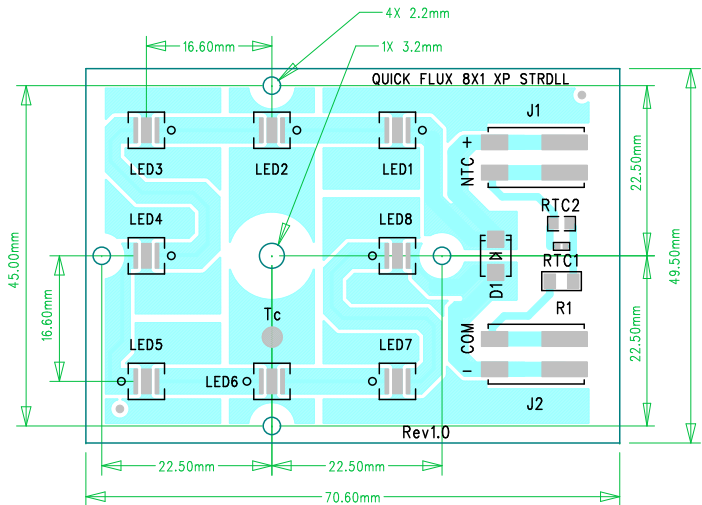 4X 2.2mm
16.60mm
1X 3.2mm
QUICK FLUX 8X1 XP STRDLL
J1
+
NTC
LED3
LED2
LED1
22.50mm
RTC2
LED4
LED8
45.00mm
49.50mm
RTC1
D1
R1
16.60mm
Tc
22.50mm
COM
LED5
LED6
LED7
-
J2
Rev1.0
22.50mm
22.50mm
70.60mm